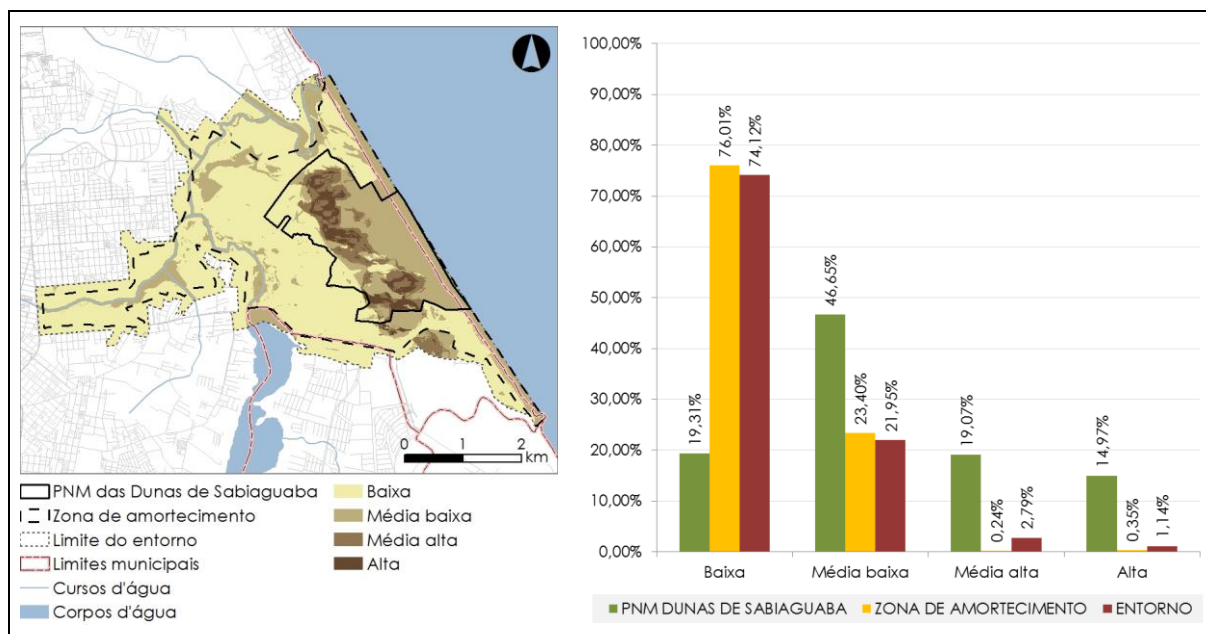 0 1 2
km
PNM das Dunas de Sabiaguaba
Zona de amortecimento
Limite do entorno
Limites municipais
Cursos d'água
Corpos d'água
Baixa
Média baixa
Média alta
Alta
100,00%
90,00%
80,00%
70,00%
60,00%
50,00%
40,00%
30,00%
20,00%
10,00%
0,00%
19,31%
76,01%
74,12%
46,65%
23,40%
21,95%
19,07%
0,24%
2,79%
14,97%
0,35%
1,14%
Baixa Média baixa Média alta Alta
PNM DUNAS DE SABIAGUABA ZONA DE AMORTECIMENTO ENTORNO